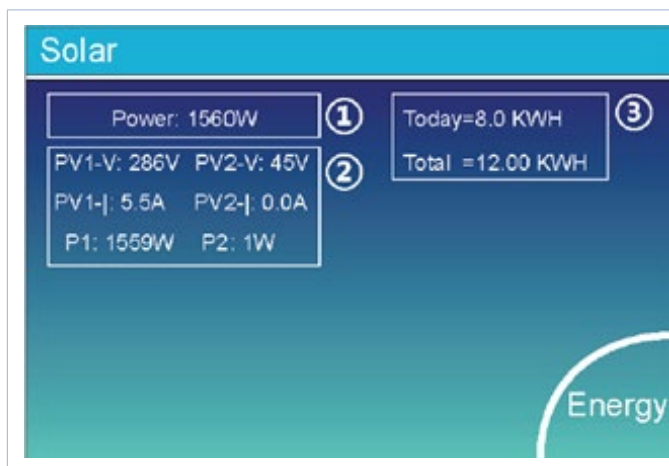 Solar
Power: 1560W ①
PV1-V: 286V PV2-V: 45V ②
PV1-|: 5.5A PV2-|: 0.0A
P1: 1559W P2: 1W
Today=8.0 KWH ③
Total =12.00 KWH
Energy